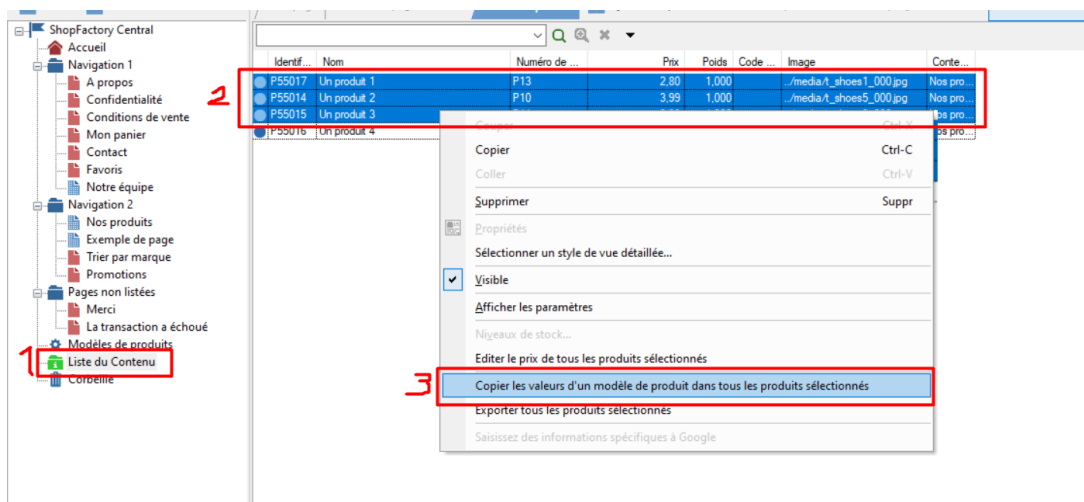 ShopFactory Central
Accueil
Navigation 1
A propos
Confidentialité
Conditions de vente
Mon panier
Contact
Favoris
Notre équipe
Navigation 2
Nos produits
Exemple de page
Trier par marque
Promotions
Pages non listées
Merci
La transaction a échoué
Modèles de produits
1
Liste du Contenu
Corbeille
Identif... Nom Numéro de ... Prix Poids Code ... Image Conte...
2
P55017 Un produit 1 P13 2,80 1,000 ../media/t_shoes1_000.jpg Nos pro...
P55014 Un produit 2 P10 3,99 1,000 ../media/t_shoes5_000.jpg Nos pro...
P55015 Un produit 3
P55016 Un produit 4
Couper Ctrl-X
Copier Ctrl-C
Coller Ctrl-V
Supprimer Suppr
Propriétés
Sélectionner un style de vue détaillée...
Visible
Afficher les paramètres
Niveaux de stock...
Editer le prix de tous les produits sélectionnés
3
Copier les valeurs d'un modèle de produit dans tous les produits sélectionnés
Exporter tous les produits sélectionnés
Saisissez des informations spécifiques à Google